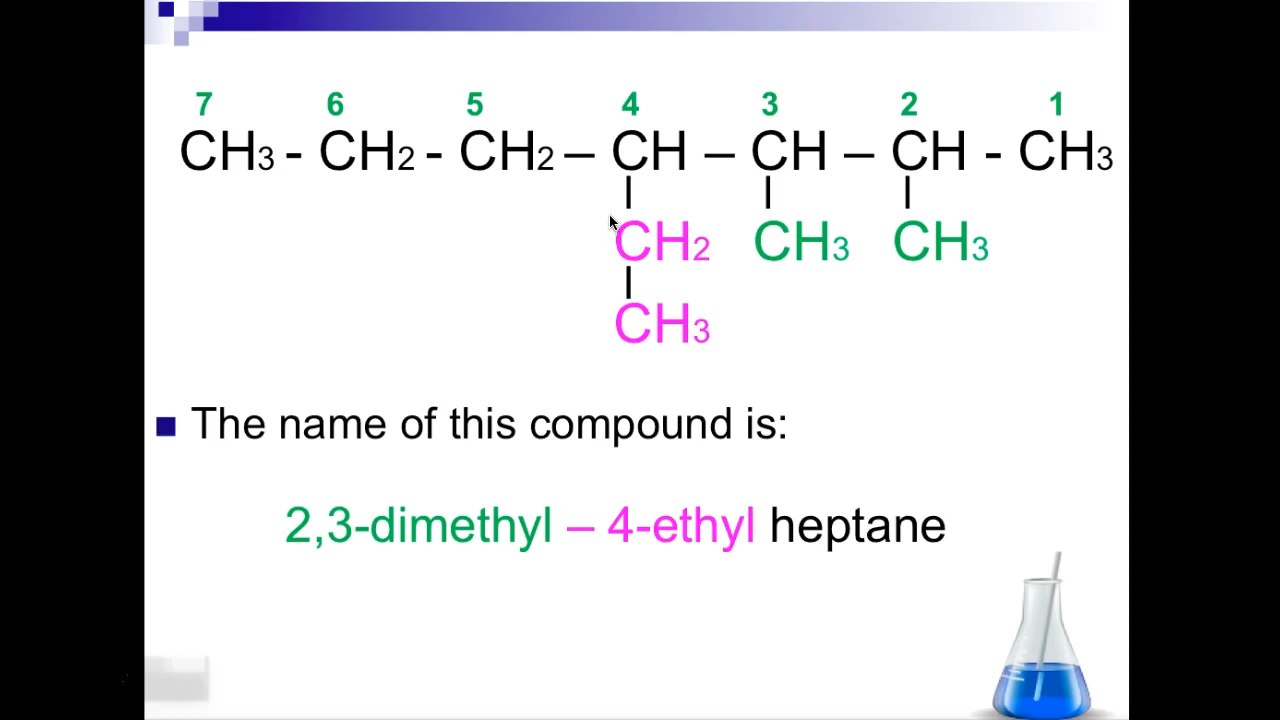 7 6 5 4 3 2 1
CH3 - CH2 - CH2 – CH – CH – CH - CH3
CH2 CH3 CH3
CH3
The name of this compound is:
2,3-dimethyl – 4-ethyl heptane